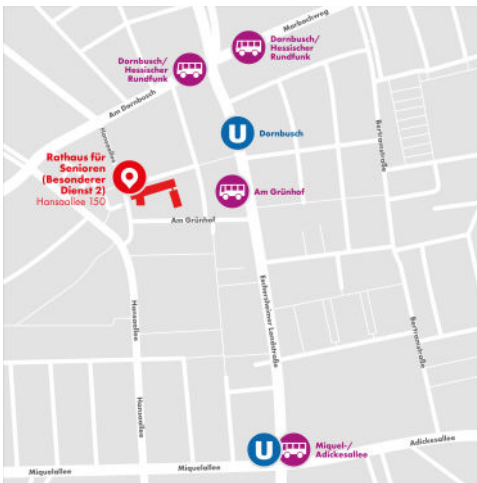 Marbachweg
Dornbusch/
Hessischer
Rundfunk
Dornbusch/
Hessischer
Rundfunk
Am Dornbusch
Bertramstraße
U
Dornbusch
Hansaallee
Rathaus für
Senioren
(Besonderer
Dienst 2)
Hansaallee 150
Am Grünhof
Am Grünhof
Hansaallee
Eschersheimer Landstraße
Bertramstraße
U
Miquel-/
Adickesallee
Adickesallee
Miquelallee
Miquelallee